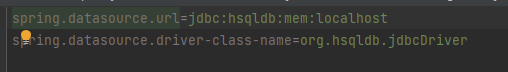 spring.datasource.url=jdbc:hsqldb:mem:localhost
spring.datasource.driver-class-name=org.hsqldb.jdbcDriver